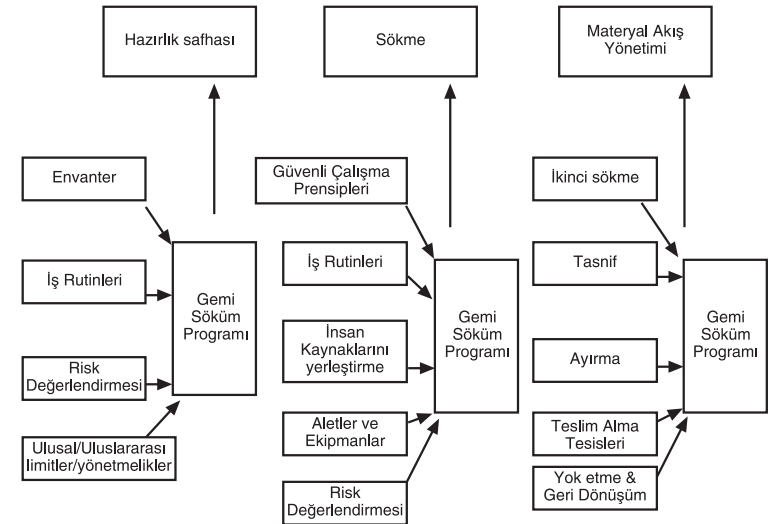 Hazırlık safhası
Sökme
Materyal Akış
Yönetimi
Envanter
İş Rutinleri
Risk
Değerlendirmesi
Ulusal/Uluslararası
limitler/yönetmelikler
Gemi
Söküm
Programı
Güvenli Çalışma
Prensipleri
İş Rutinleri
İnsan
Kaynaklarını
yerleştirme
Aletler ve
Ekipmanlar
Risk
Değerlendirmesi
Gemi
Söküm
Programı
İkinci sökme
Tasnif
Ayırma
Teslim Alma
Tesisleri
Yok etme &
Geri Dönüşüm
Gemi
Söküm
Programı